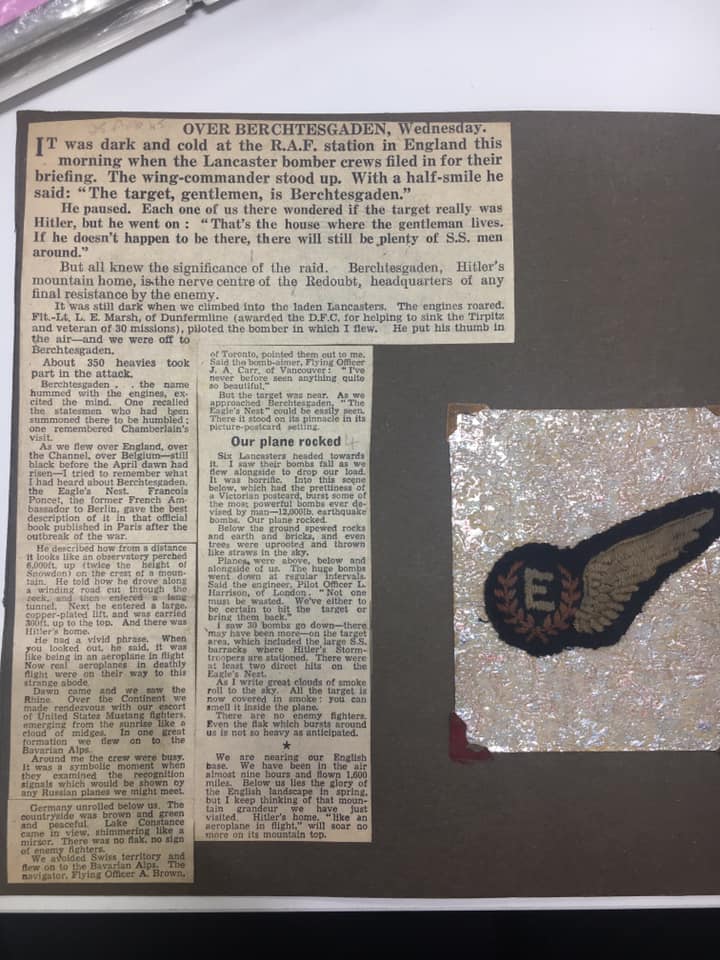 OVER BERCHTESGADEN, Wednesday.
IT was dark and cold at the R.A.F. station in England this
morning when the Lancaster bomber crews filed in for their
briefing. The wing-commander stood up. With a half-smile he
said: "The target, gentlemen, is Berchtesgaden."
He paused. Each one of us there wondered if the target really was
Hitler, but he went on: "That's the house where the gentleman lives.
If he doesn't happen to be there, there will still be plenty of S.S. men
around."
But all knew the significance of the raid. Berchtesgaden, Hitler's
mountain home, is the nerve centre of the Redoubt, headquarters of any
final resistance by the enemy.
It was still dark when we climbed into the laden Lancasters. The engines roared.
Flt.-Lt. L. E. Marsh, of Dunfermline (awarded the D.F.C. for helping to sink the Tirpitz
and veteran of 30 missions), piloted the bomber in which I flew. He put his thumb in
the air—and we were off to
Berchtesgaden.
About 350 heavies took
part in the attack.
Berchtesgaden . . . the name
hummed with the engines, ex-
cited the mind. One recalled
the statesmen who had been
summoned there to be humbled;
one remembered Chamberlain's
visit.
As we flew over England, over
the Channel, over Belgium—still
black before the April dawn had
risen—I tried to remember what
I had heard about Berchtesgaden,
the Eagle's Nest. Francois
Poncet, the former French Am-
bassador to Berlin, gave the best
description of it in that official
book published in Paris after the
outbreak of the war.
He described how from a distance
it looks like an observatory perched
6,000ft. up (twice the height of
Snowdon) on the crest of a moun-
tain. He told how he drove along
a winding road cut through the
rock, and then entered a long
tunnel. Next he entered a large,
copper-plated lift, and was carried
300ft. up to the top. And there was
Hitler's home.
He had a vivid phrase. When
you looked out, he said, it was
like being in an aeroplane in flight
Now real aeroplanes in deathly
flight were on their way to this
strange abode.
Dawn came and we saw the
Rhine. Over the Continent we
made rendezvous with our escort
of United States Mustang fighters,
emerging from the sunrise like a
cloud of midges. In one great
formation we flew on to the
Bavarian Alps.
Around me the crew were busy.
It was a symbolic moment when
they examined the recognition
signals which would be shown by
any Russian planes we might meet.
Germany unrolled below us. The
countryside was brown and green
and peaceful. Lake Constance
came in view, shimmering like a
mirror. There was no flak, no sign
of enemy fighters.
We avoided Swiss territory and
flew on to the Bavarian Alps. The
navigator, Flying Officer A. Brown,
of Toronto, pointed them out to me.
Said the bomb-aimer, Flying Officer
J. A. Carr, of Vancouver: "I've
never seen anything quite
so beautiful."
But the target was near. As we
approached Berchtesgaden, "The
Eagle's Nest" could be easily seen.
There it stood on its pinnacle in its
picture-postcard setting.
Our plane rocked
Six Lancasters headed towards
it. I saw their bombs fall as we
flew alongside to drop our load.
It was horrific. Into this scene
below, which had the prettiness of
a Victorian postcard, burst some of
the most powerful bombs ever de-
vised by man—12,000lb. earthquake
bombs. Our plane rocked.
Below the ground spewed rocks
and earth and bricks, and even
trees were uprooted and thrown
like straws in the sky.
Planes were above, below and
alongside of us. The huge bombs
went down at regular intervals.
Said the engineer, Pilot Officer L.
Harrison, of London, "Not one
must be wasted. We've either to
be certain to hit the target or
bring them back."
I saw 30 bombs go down—there
may have been more—on the target
area, which included the large S.S.
barracks where Hitler's Storm-
troopers are stationed. There were
at least two direct hits on the
Eagle's Nest.
As I write great clouds of smoke
roll to the sky. All the target is
now covered in smoke: you can
smell it inside the plane.
There are no enemy fighters.
Even the flak which bursts around
us is not so heavy as anticipated.
★
We are nearing our English
base. We have been in the air
almost nine hours and flown 1,600
miles. Below us lies the glory of
the English landscape in spring,
but I keep thinking of that moun-
tain grandeur we have just
visited. Hitler's home, "like an
aeroplane in flight," will soar no
more on its mountain top.
E